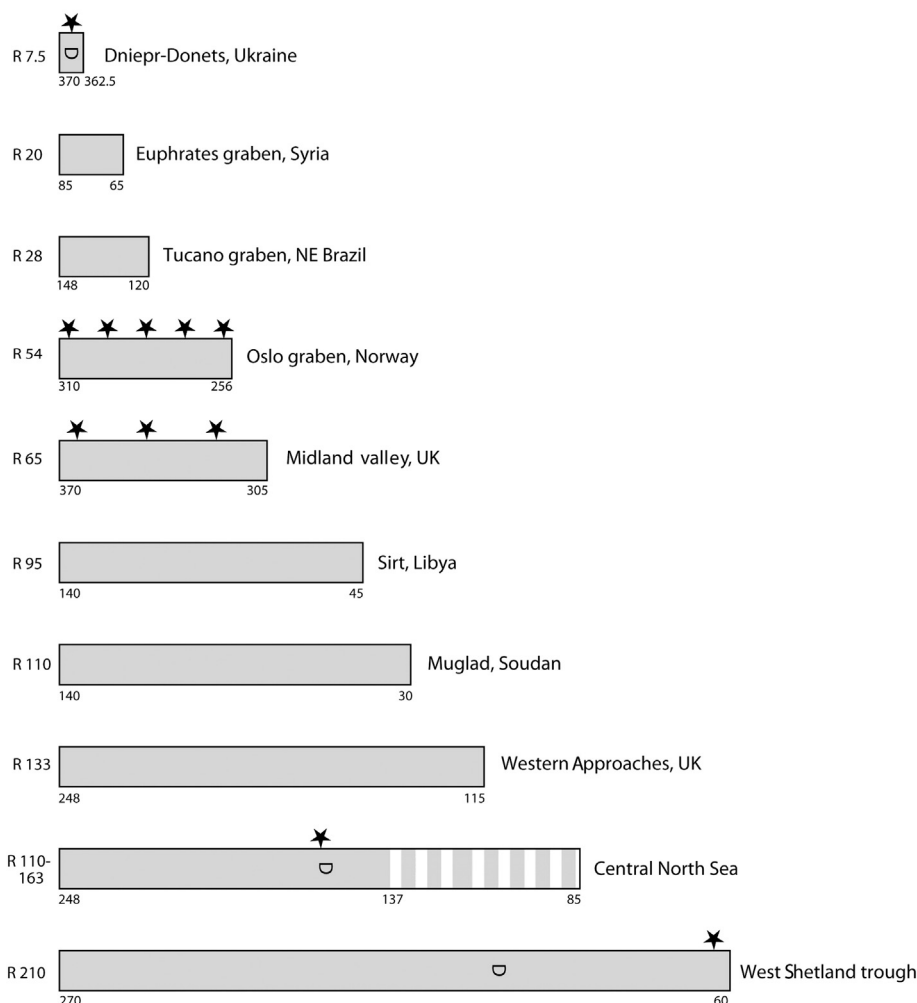 R 7.5 D Dniepr-Donets, Ukraine
370 362.5
R 20 Euphrates graben, Syria
85 65
R 28 Tucano graben, NE Brazil
148 120
R 54 Oslo graben, Norway
310 256
R 65 Midland valley, UK
370 305
R 95 Sirt, Libya
140 45
R 110 Muglad, Soudan
140 30
R 133 Western Approaches, UK
248 115
R 110-
163 D Central North Sea
248 137 85
R 210 D West Shetland trough
270 60